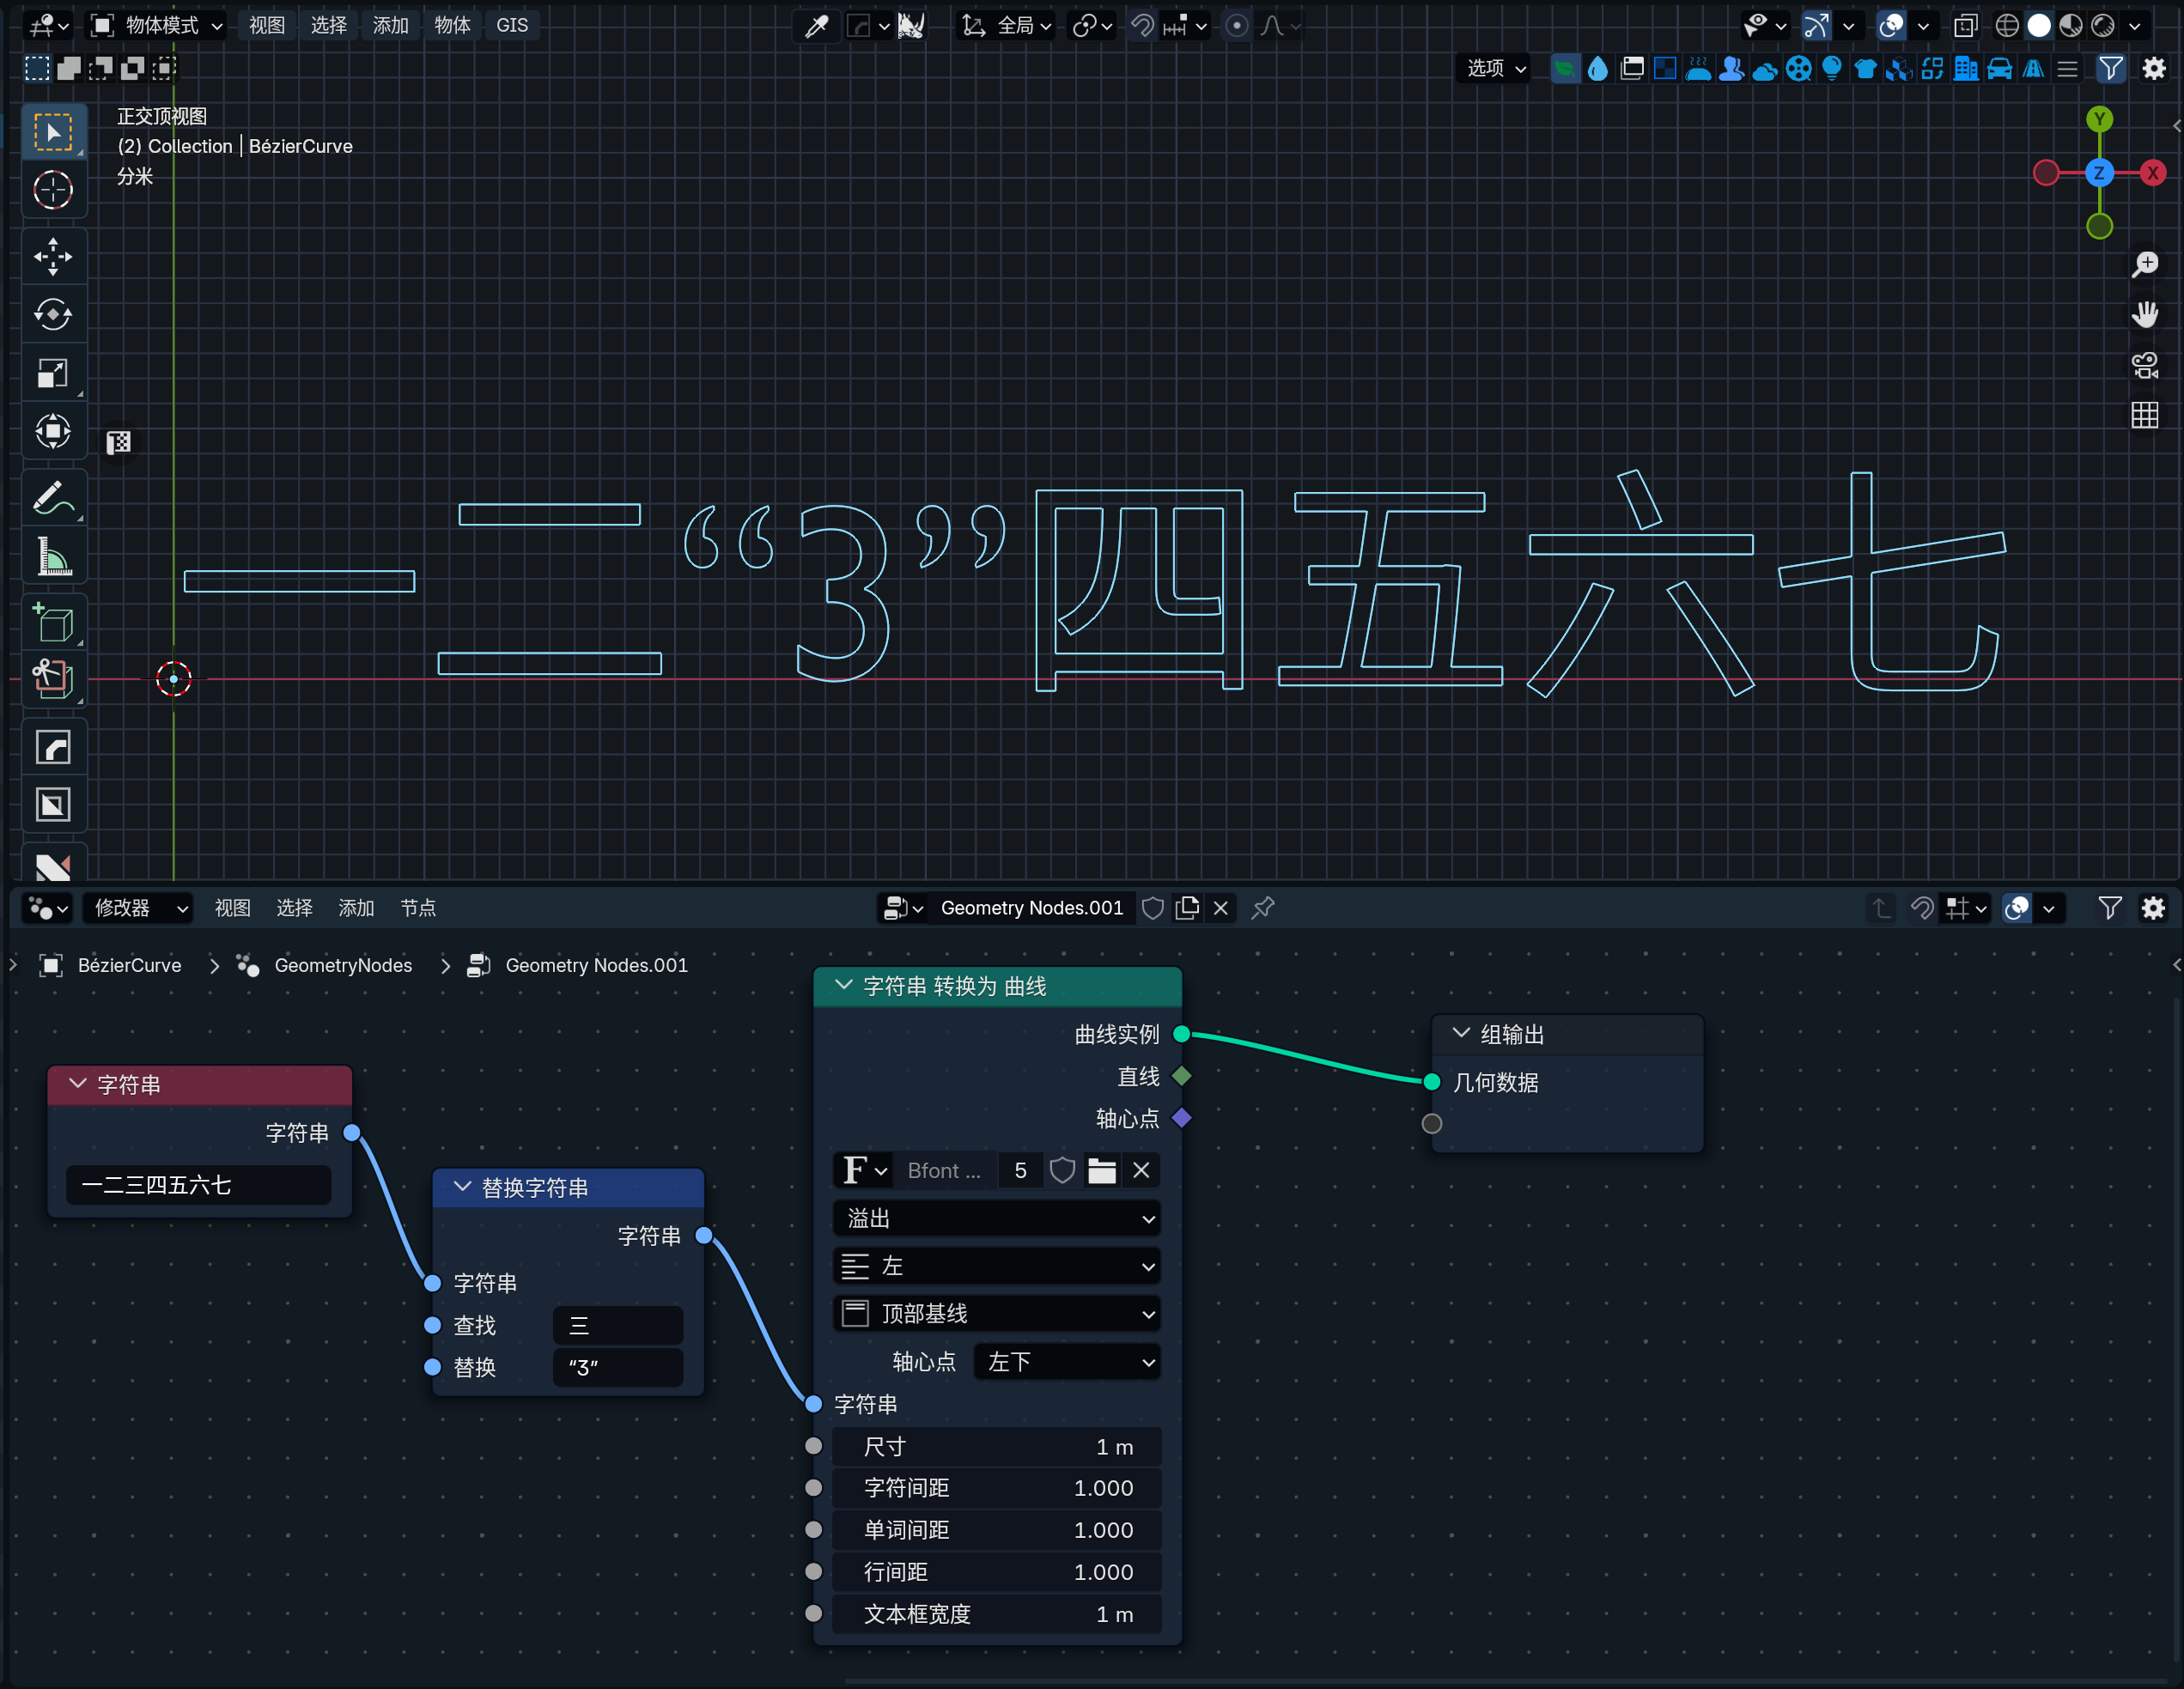 物体模式 视图 选择 添加 物体 GIS 全局
选项
正交顶视图
(2) Collection | BézierCurve
分米
Y
Z X
一二“3”四五六七
修改器 视图 选择 添加 节点 Geometry Nodes.001
BézierCurve GeometryNodes Geometry Nodes.001
字符串
字符串
一二三四五六七
替换字符串
字符串
字符串
查找 三
替换 “3”
字符串 转换为 曲线
曲线实例
直线
轴心点
F Bfont ... 5
溢出
左
顶部基线
轴心点 左下
字符串
尺寸 1 m
字符间距 1.000
单词间距 1.000
行间距 1.000
文本框宽度 1 m
组输出
几何数据